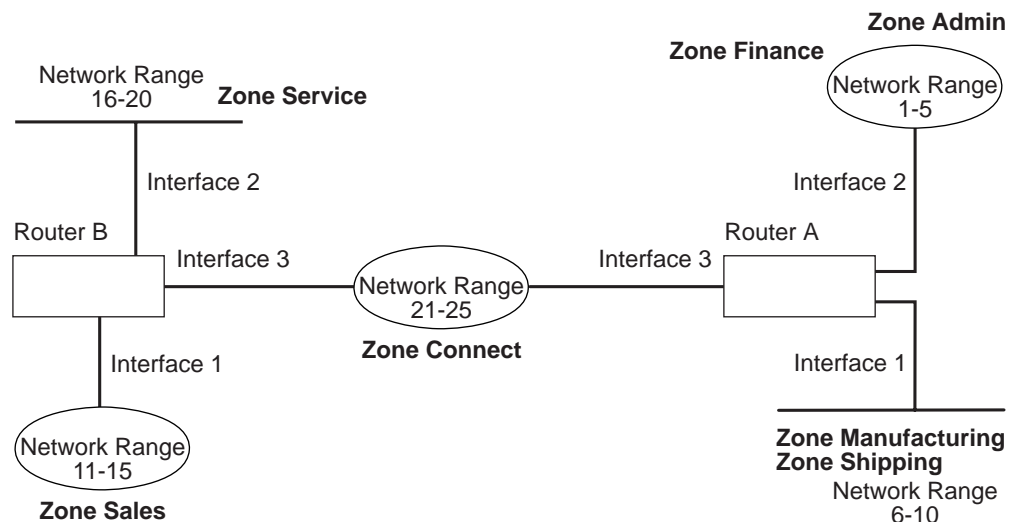 Zone Admin
Zone Finance
Network Range
1-5
Network Range
16-20
Zone Service
Interface 2
Interface 2
Router B
Router A
Interface 3
Interface 3
Network Range
21-25
Zone Connect
Interface 1
Interface 1
Network Range
11-15
Zone Sales
Zone Manufacturing
Zone Shipping
Network Range
6-10